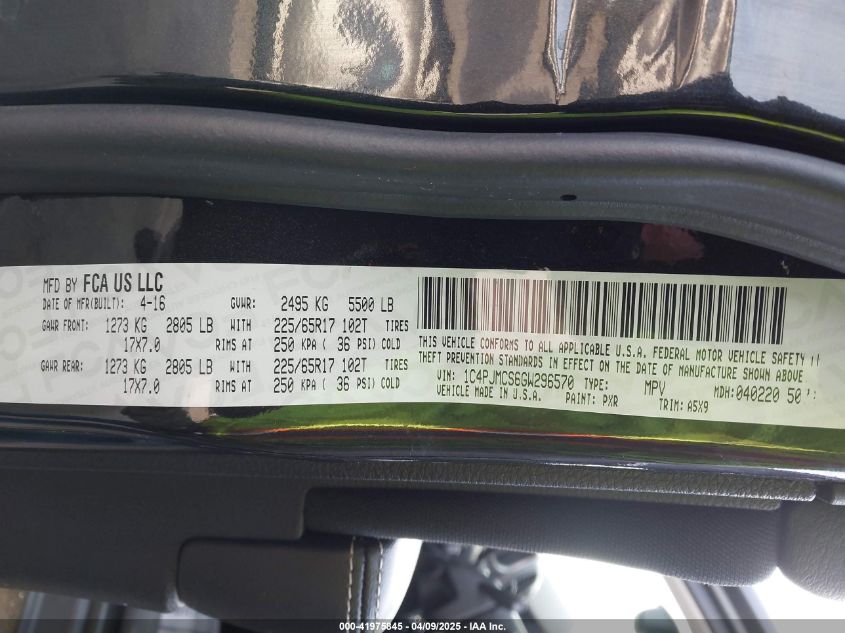 MFD BY FCA US LLC
DATE OF MFR(BUILT): 4-16 GVWR: 2495 KG 5500 LB
GAWR FRONT: 1273 KG 2805 LB WITH 225/65R17 102T TIRES
17X7.0 RIMS AT 250 KPA( 36 PSI) COLD
GAWR REAR: 1273 KG 2805 LB WITH 225/65R17 102T TIRES
17X7.0 RIMS AT 250 KPA( 36 PSI) COLD
THIS VEHICLE CONFORMS TO ALL APPLICABLE U.S.A. FEDERAL MOTOR VEHICLE SAFETY
THEFT PREVENTION STANDARDS IN EFFECT ON THE DATE OF MANUFACTURE SHOWN ABOVE
VIN: 1C4PJMCS6GW296570 TYPE: MPV MDH:040220 50
VEHICLE MADE IN U.S.A. PAINT: PXR TRIM: A5X9
000-41975845 - 04/09/2025 - IAA Inc.